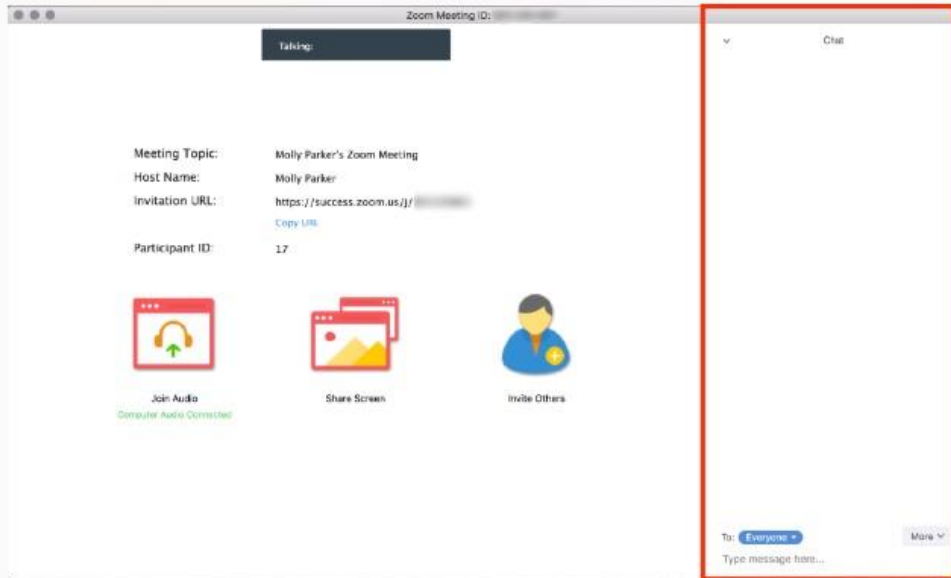 Zoom Meeting ID:
Talking:
Meeting Topic: Molly Parker's Zoom Meeting
Host Name: Molly Parker
Invitation URL: https://success.zoom.us/j/
Copy URL
Participant ID: 17
Join Audio
Computer Audio Connected
Share Screen
Invite Others
Chat
To: Everyone
More
Type message here...